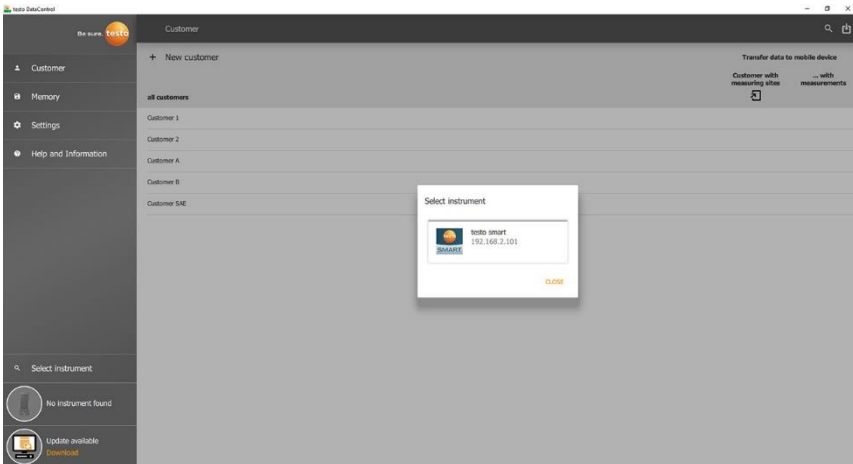 testo DataControl
Be sure. testo
Customer
Customer
Memory
Settings
Help and Information
+ New customer
Transfer data to mobile device
Customer with measuring sites
... with measurements
all customers
Customer 1
Customer 2
Customer A
Customer B
Customer SAE
Select instrument
testo
SMART
testo smart
192.168.2.101
CLOSE
Select instrument
No instrument found
Update available
Download